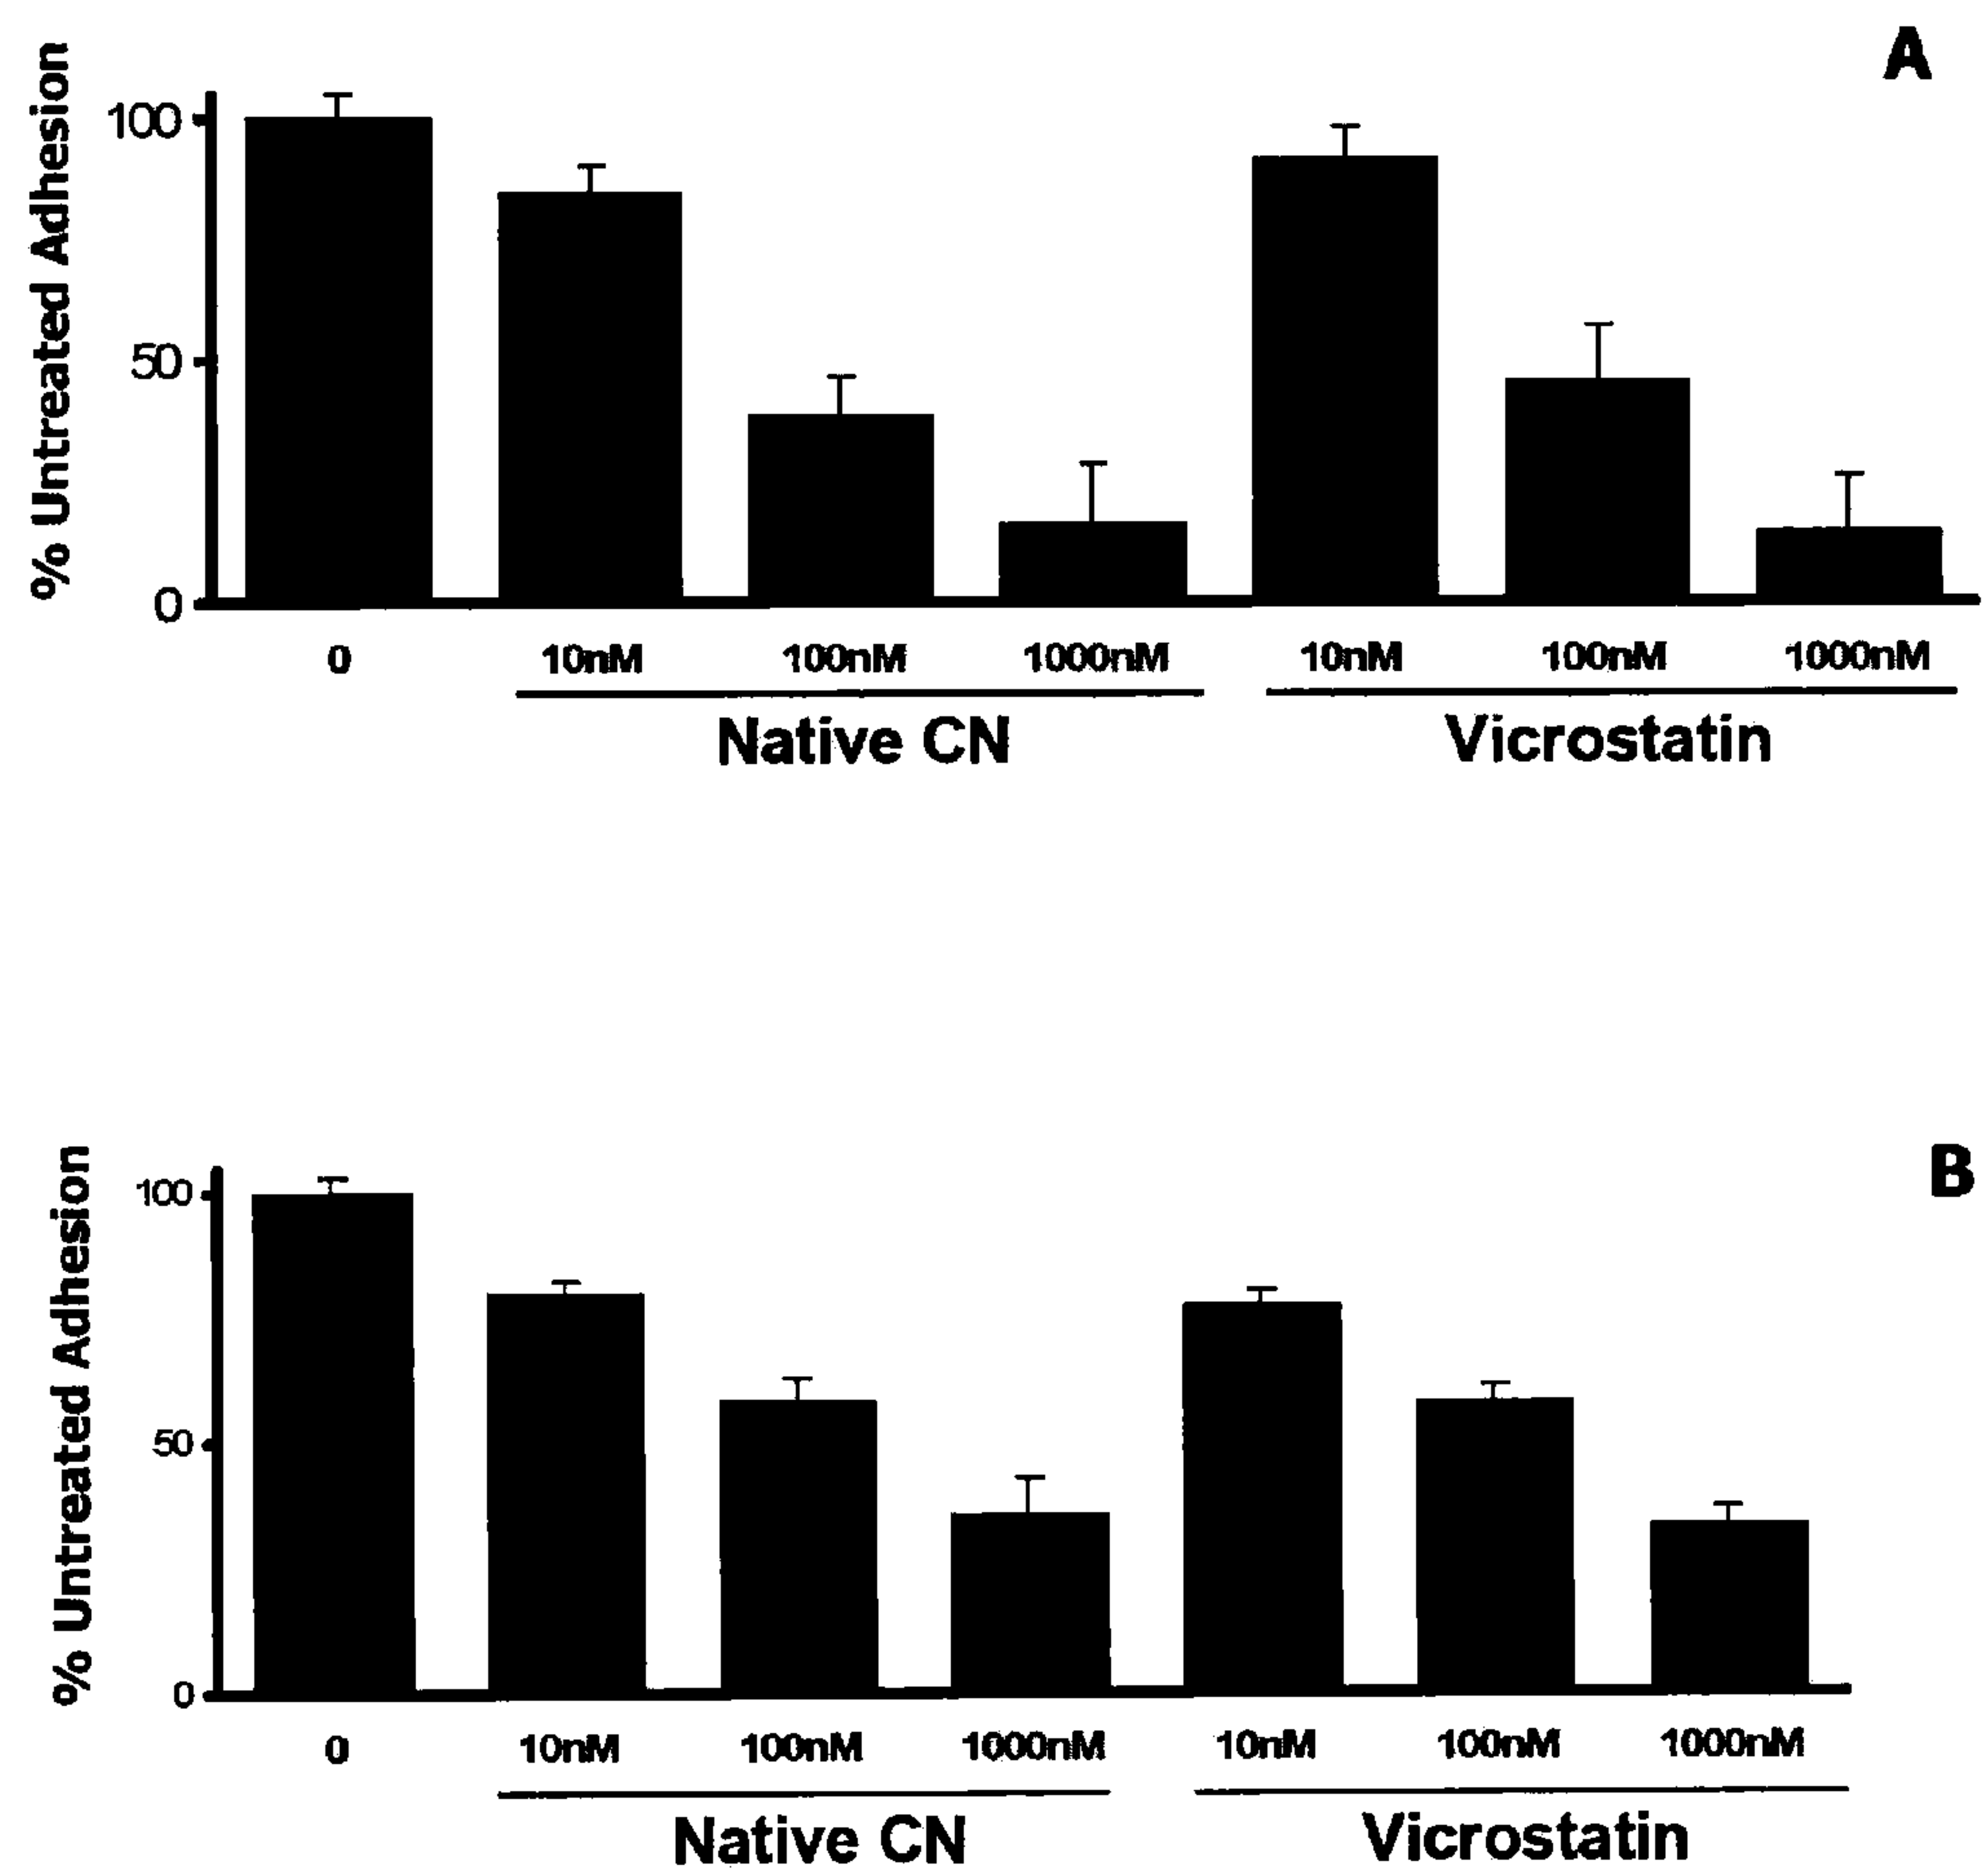 A
% Untreated Adhesion
100
50
0
0 10nM 100nM 1000nM 10nM 100nM 1000nM
Native CN Vicrostatin
B
% Untreated Adhesion
100
50
0
0 10nM 100nM 1000nM 10nM 100nM 1000nM
Native CN Vicrostatin